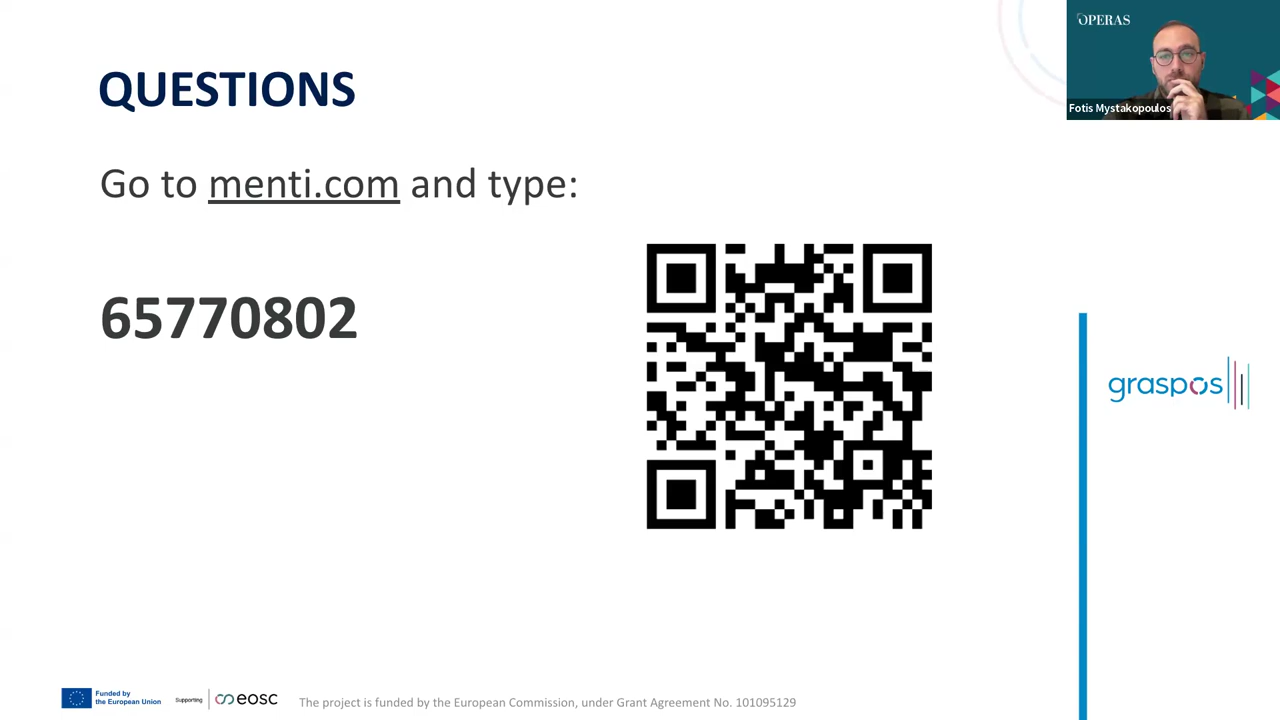 OPERAS
Fotis Mystakopoulos
QUESTIONS
Go to menti.com and type:
65770802
graspos
Funded by
the European Union
Supporting
eosc
The project is funded by the European Commission, under Grant Agreement No. 101095129